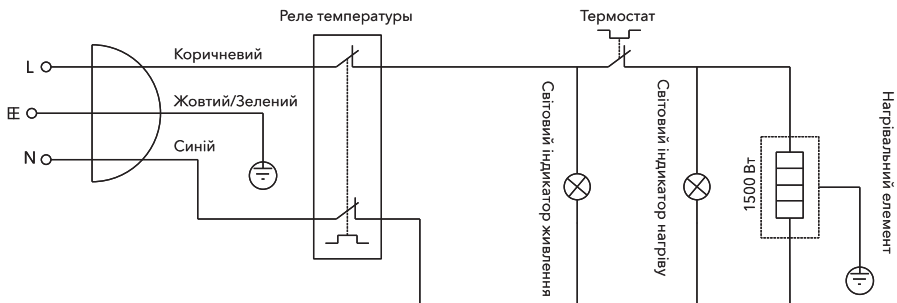 Реле температуры
Термостат
L
Коричневий
Жовтий/Зелений
N
Синій
Світовий індикатор живлення
Світовий індикатор нагріву
1500 Вт
Нагрівальний елемент